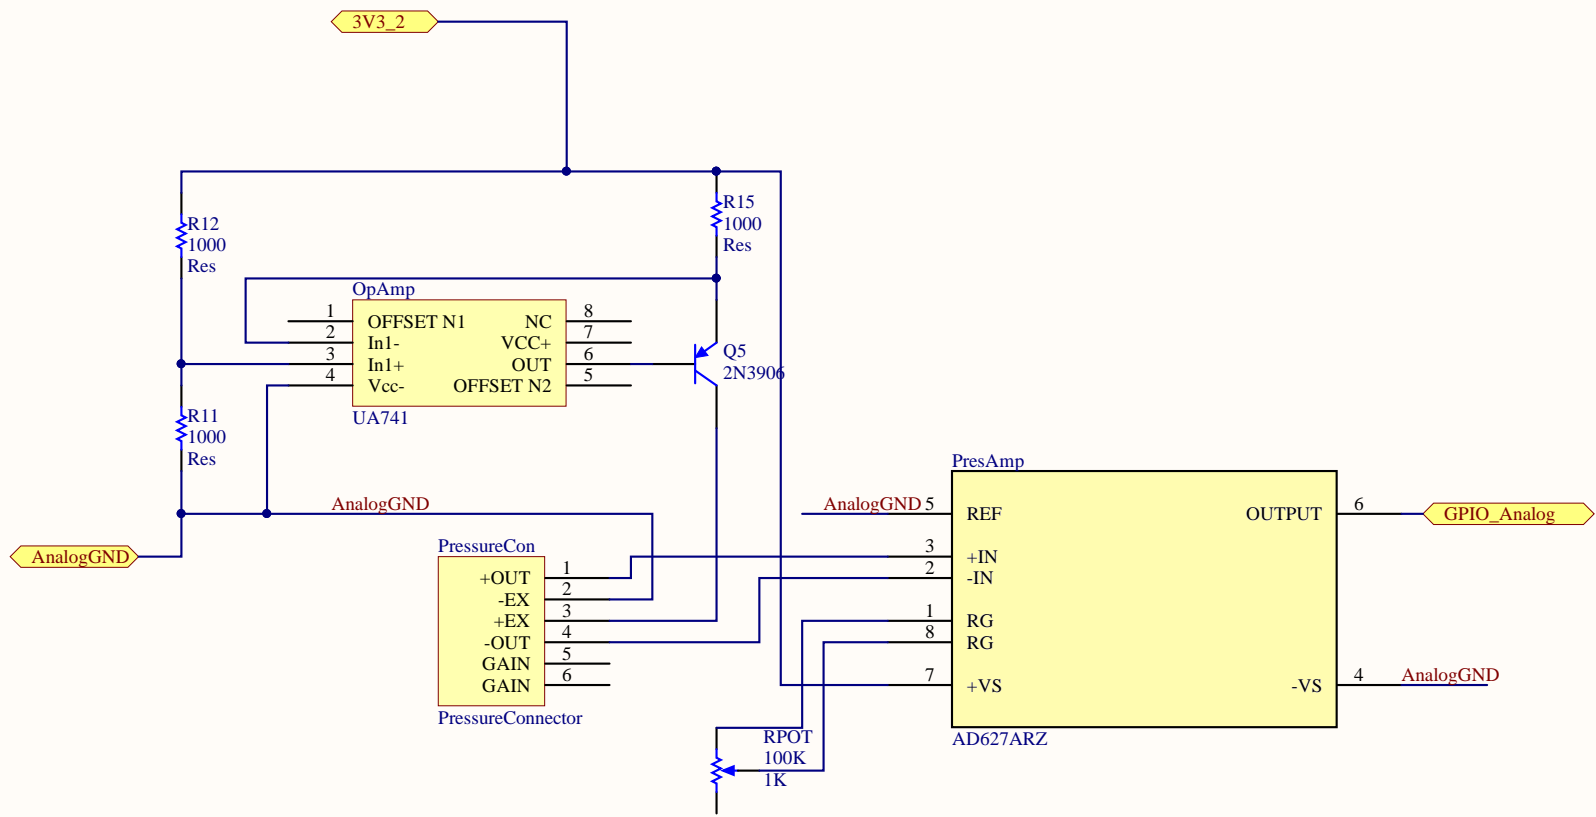 3V3_2
R12
1000
Res
R15
1000
Res
OpAmp
1 OFFSET N1 NC 8
2 In1- VCC+ 7
3 In1+ OUT 6
4 Vcc- OFFSET N2 5
UA741
Q5
2N3906
R11
1000
Res
AnalogGND
AnalogGND
PressureCon
+OUT 1
-EX 2
+EX 3
-OUT 4
GAIN 5
GAIN 6
PressureConnector
PresAmp
AnalogGND 5 REF OUTPUT 6 GPIO_Analog
3 +IN
2 -IN
1 RG
8 RG
7 +VS -VS 4 AnalogGND
AD627ARZ
RPOT
100K
1K